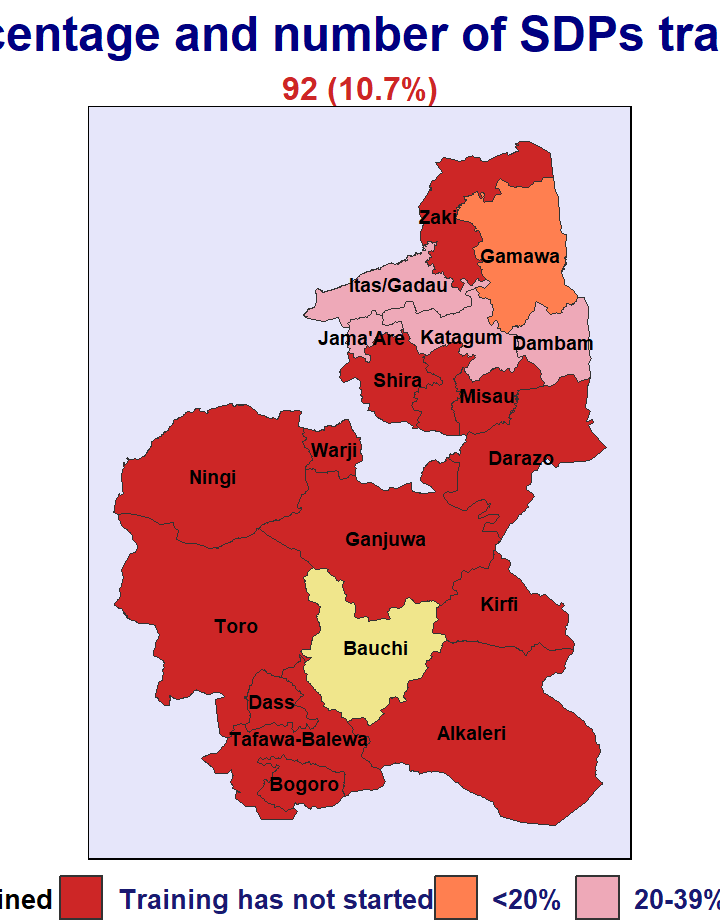 centage and number of SDPs tra
92 (10.7%)
Zaki
Gamawa
Itas/Gadau
Jama'Are
Katagum
Dambam
Shira
Misau
Warji
Darazo
Ningi
Ganjuwa
Kirfi
Toro
Bauchi
Dass
Alkaleri
Tafawa-Balewa
Bogoro
ined Training has not started <20% 20-39%